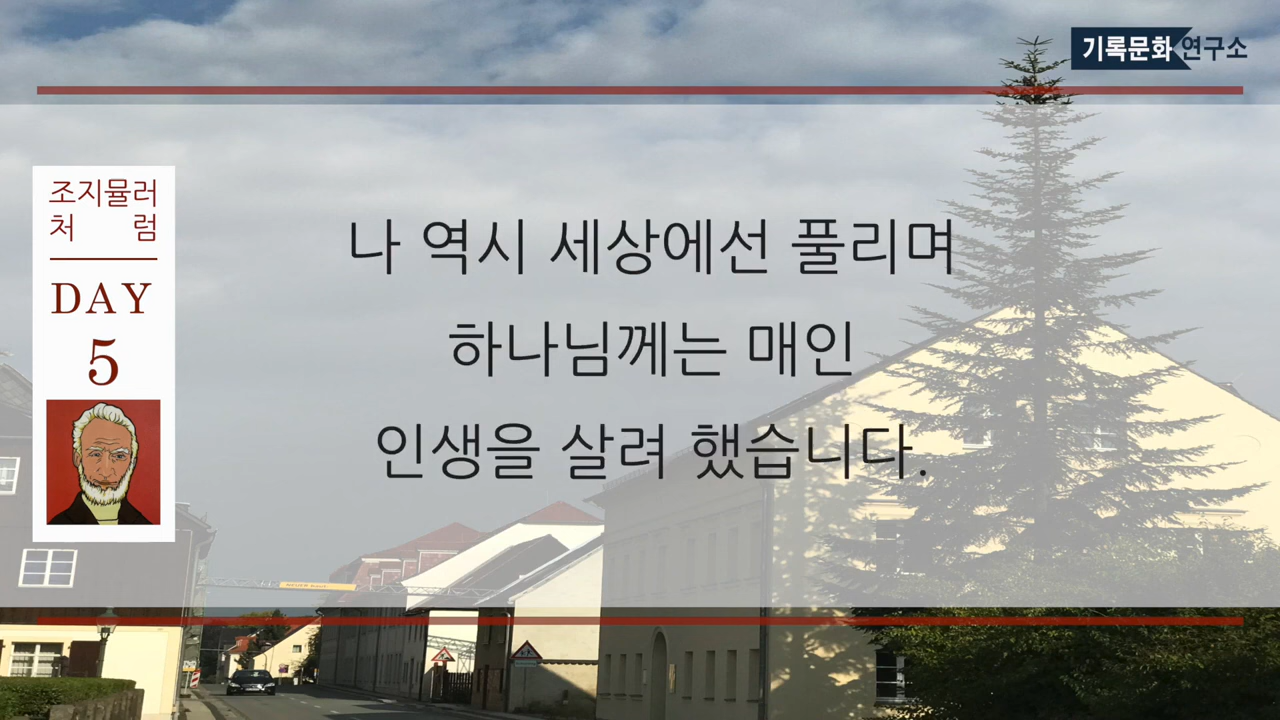 기록문화 연구소
조지뮬러
처 럼
DAY
5
나 역시 세상에선 풀리며
하나님께는 매인
인생을 살려 했습니다.